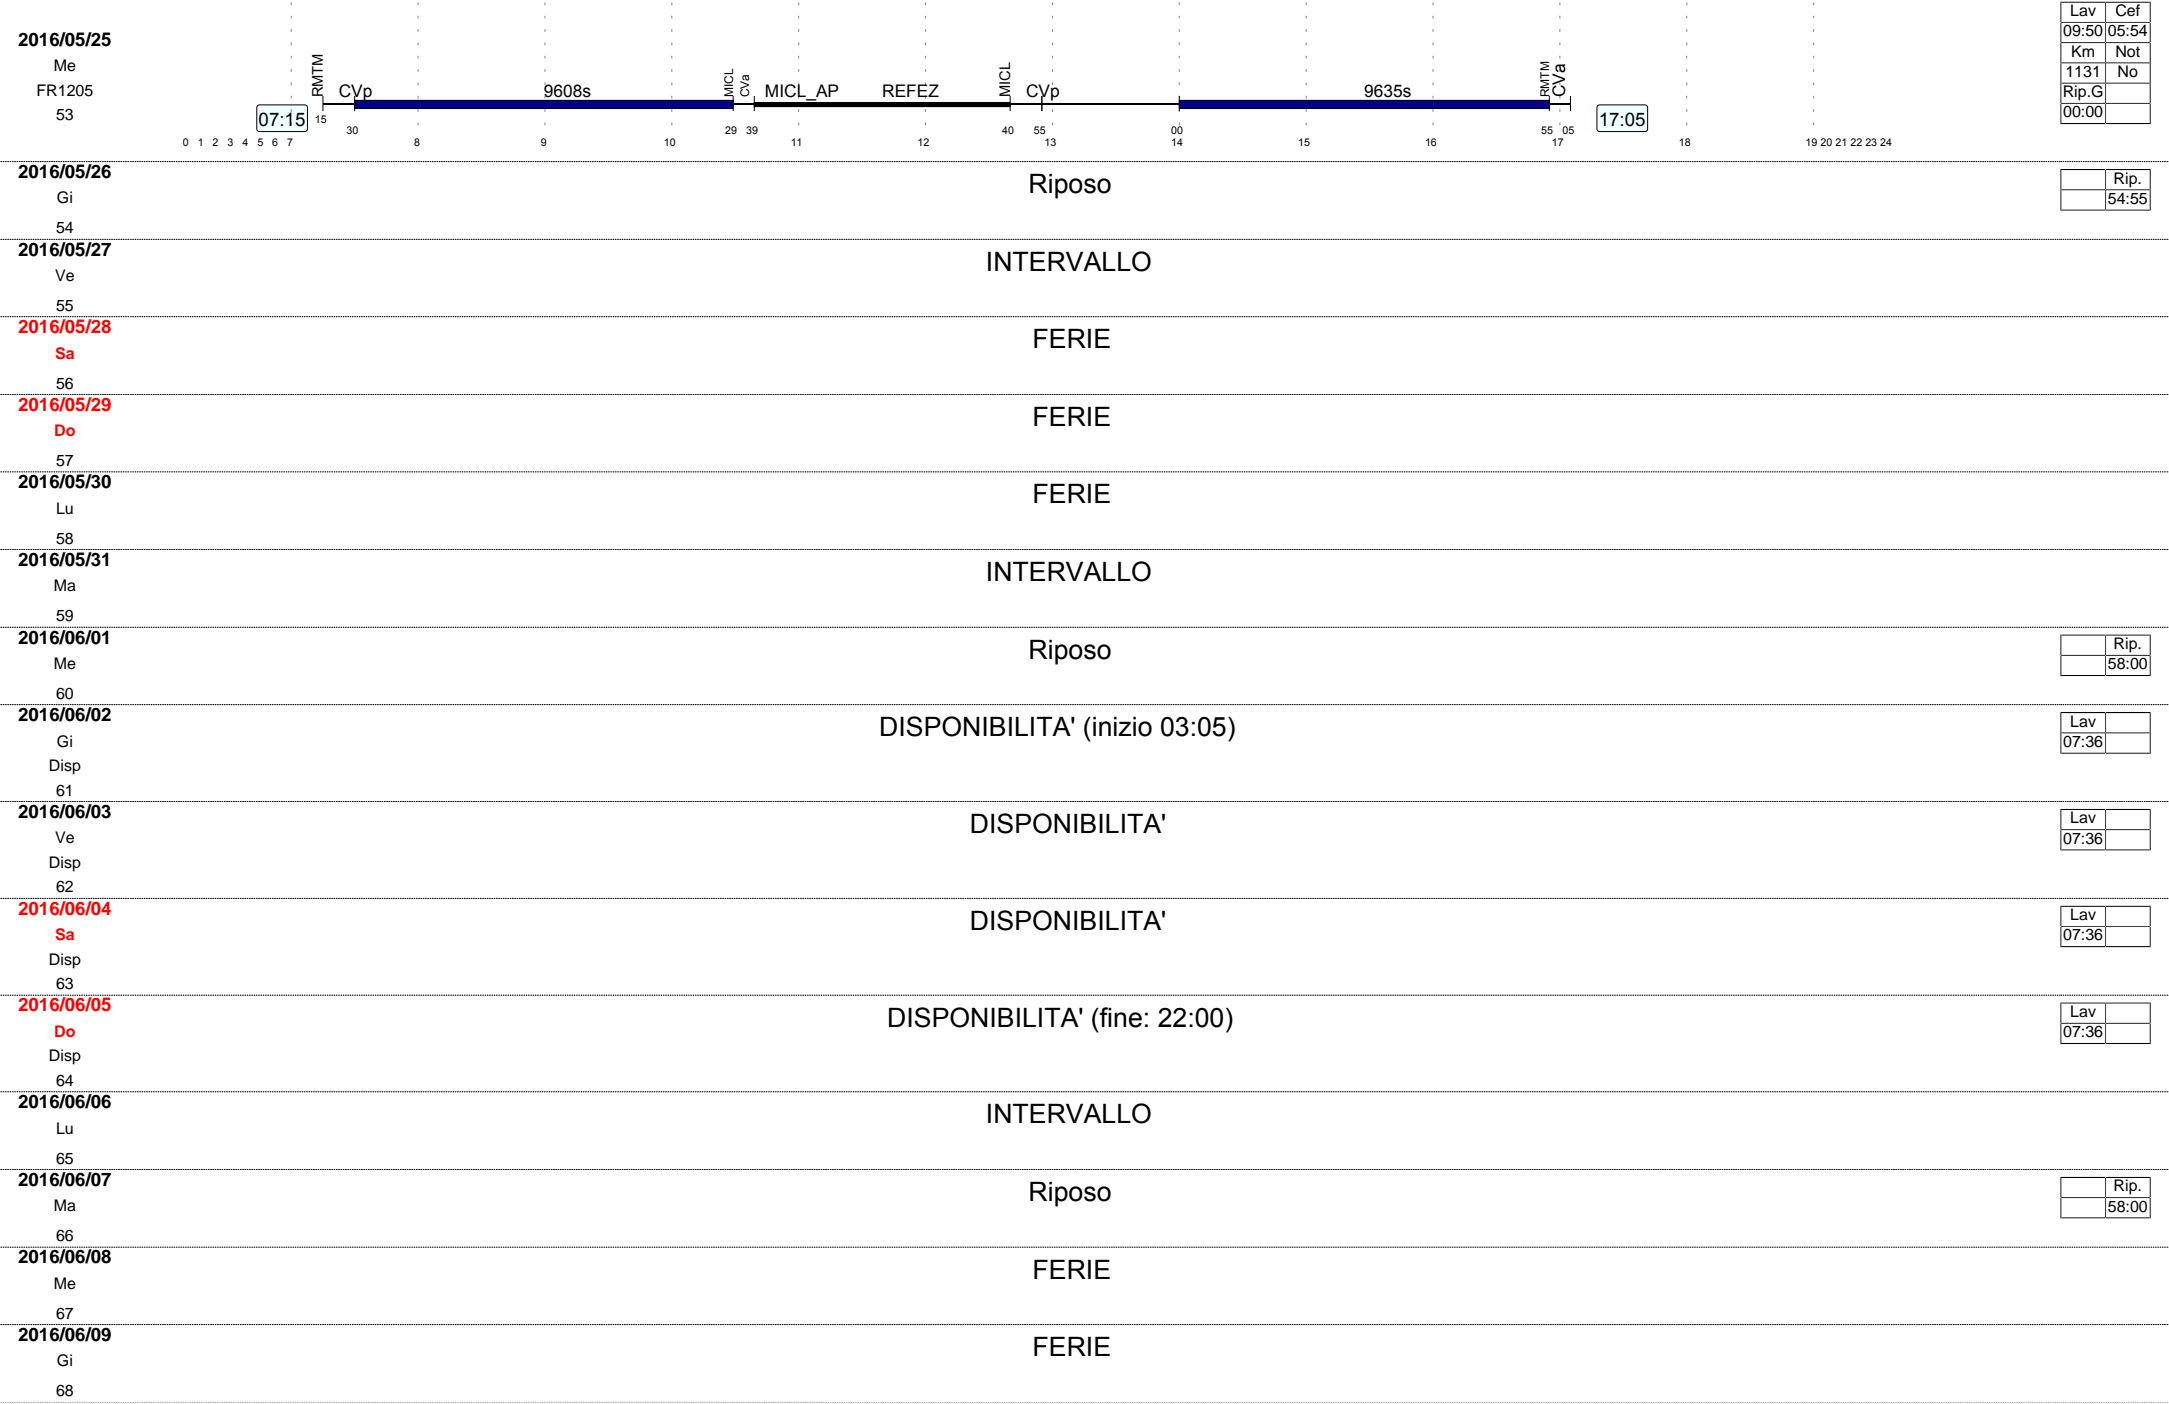 2016/05/25
Me
FR1205
53
07:15
RMTM
CVp
9608s
MICL
CVa
MICL_AP
REFEZ
MICL
CVp
9635s
RMTM
CVa
17:05
15
30
29
39
40
55
00
55
05
0 1 2 3 4 5 6 7 8 9 10 11 12 13 14 15 16 17 18 19 20 21 22 23 24
Lav Cef
09:50 05:54
Km Not
1131 No
Rip.G
00:00
2016/05/26
Gi
54
Riposo
Rip.
54:55
2016/05/27
Ve
55
INTERVALLO
2016/05/28
Sa
56
FERIE
2016/05/29
Do
57
FERIE
2016/05/30
Lu
58
FERIE
2016/05/31
Ma
59
INTERVALLO
2016/06/01
Me
60
Riposo
Rip.
58:00
2016/06/02
Gi
Disp
61
DISPONIBILITA' (inizio 03:05)
Lav
07:36
2016/06/03
Ve
Disp
62
DISPONIBILITA'
Lav
07:36
2016/06/04
Sa
Disp
63
DISPONIBILITA'
Lav
07:36
2016/06/05
Do
Disp
64
DISPONIBILITA' (fine: 22:00)
Lav
07:36
2016/06/06
Lu
65
INTERVALLO
2016/06/07
Ma
66
Riposo
Rip.
58:00
2016/06/08
Me
67
FERIE
2016/06/09
Gi
68
FERIE